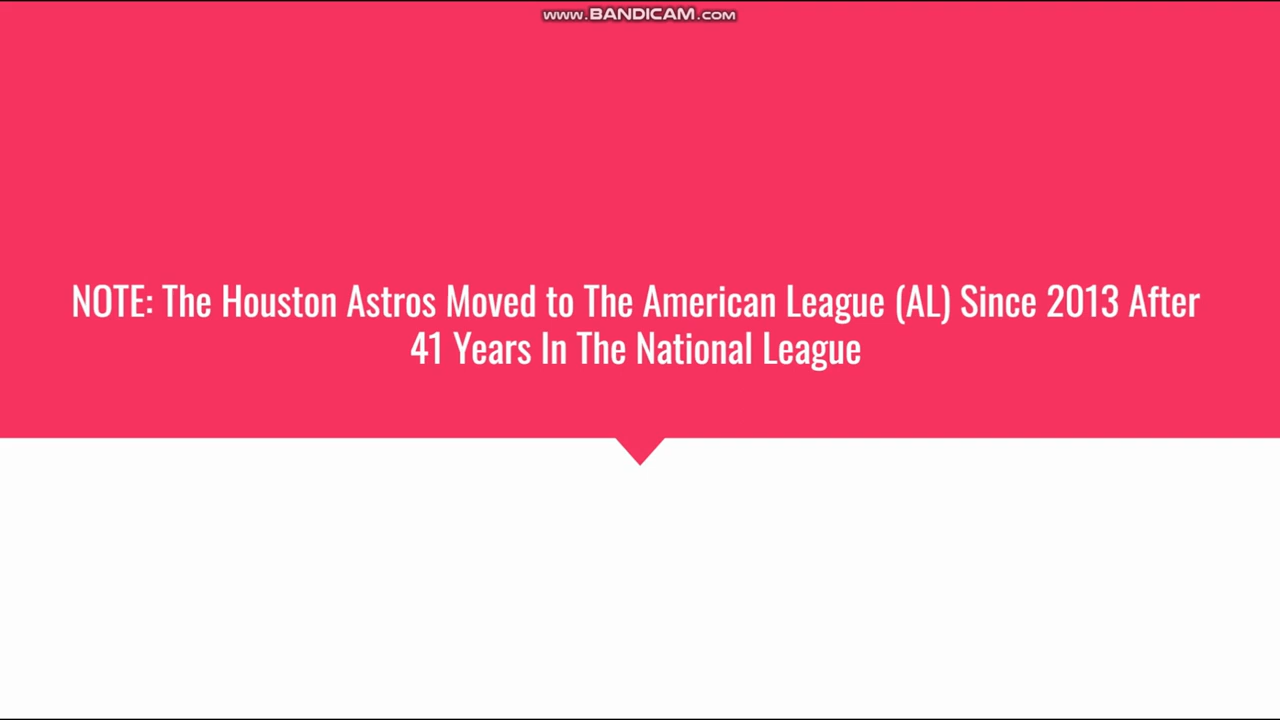 www.BANDICAM.com
NOTE: The Houston Astros Moved to The American League (AL) Since 2013 After
41 Years In The National League